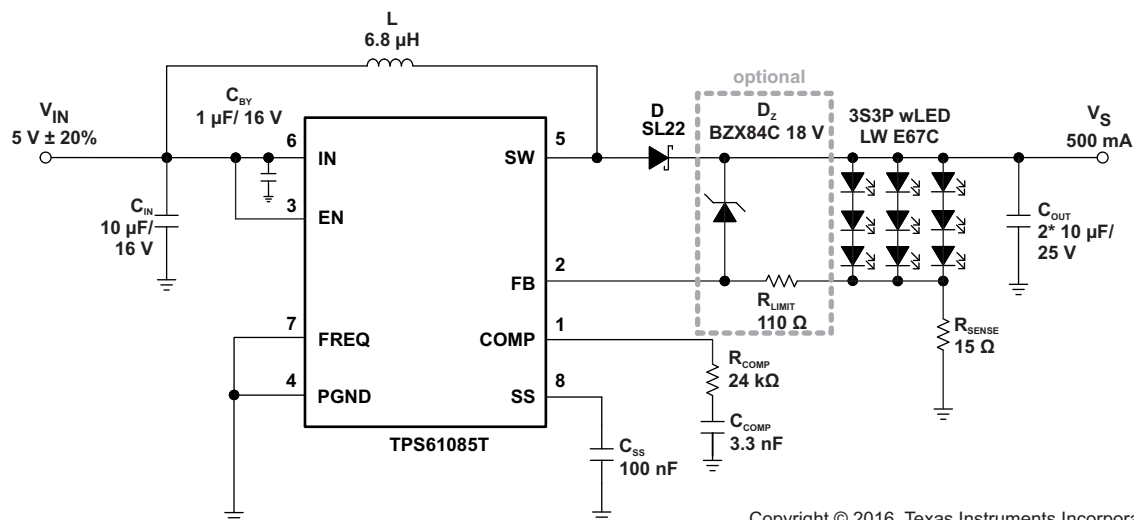 L
6.8 µH
optional
V_IN
5 V ± 20%
C_BY
1 µF/ 16 V
D
SL22
D_Z
BZX84C 18 V
3S3P wLED
LW E67C
V_S
500 mA
6
IN
5
SW
3
EN
C_IN
10 µF/
16 V
C_OUT
2* 10 µF/
25 V
2
FB
R_LIMIT
110 Ω
7
FREQ
1
COMP
R_SENSE
15 Ω
R_COMP
24 kΩ
4
PGND
8
SS
C_COMP
3.3 nF
TPS61085T
C_SS
100 nF
Copyright © 2016, Texas Instruments Incorpora